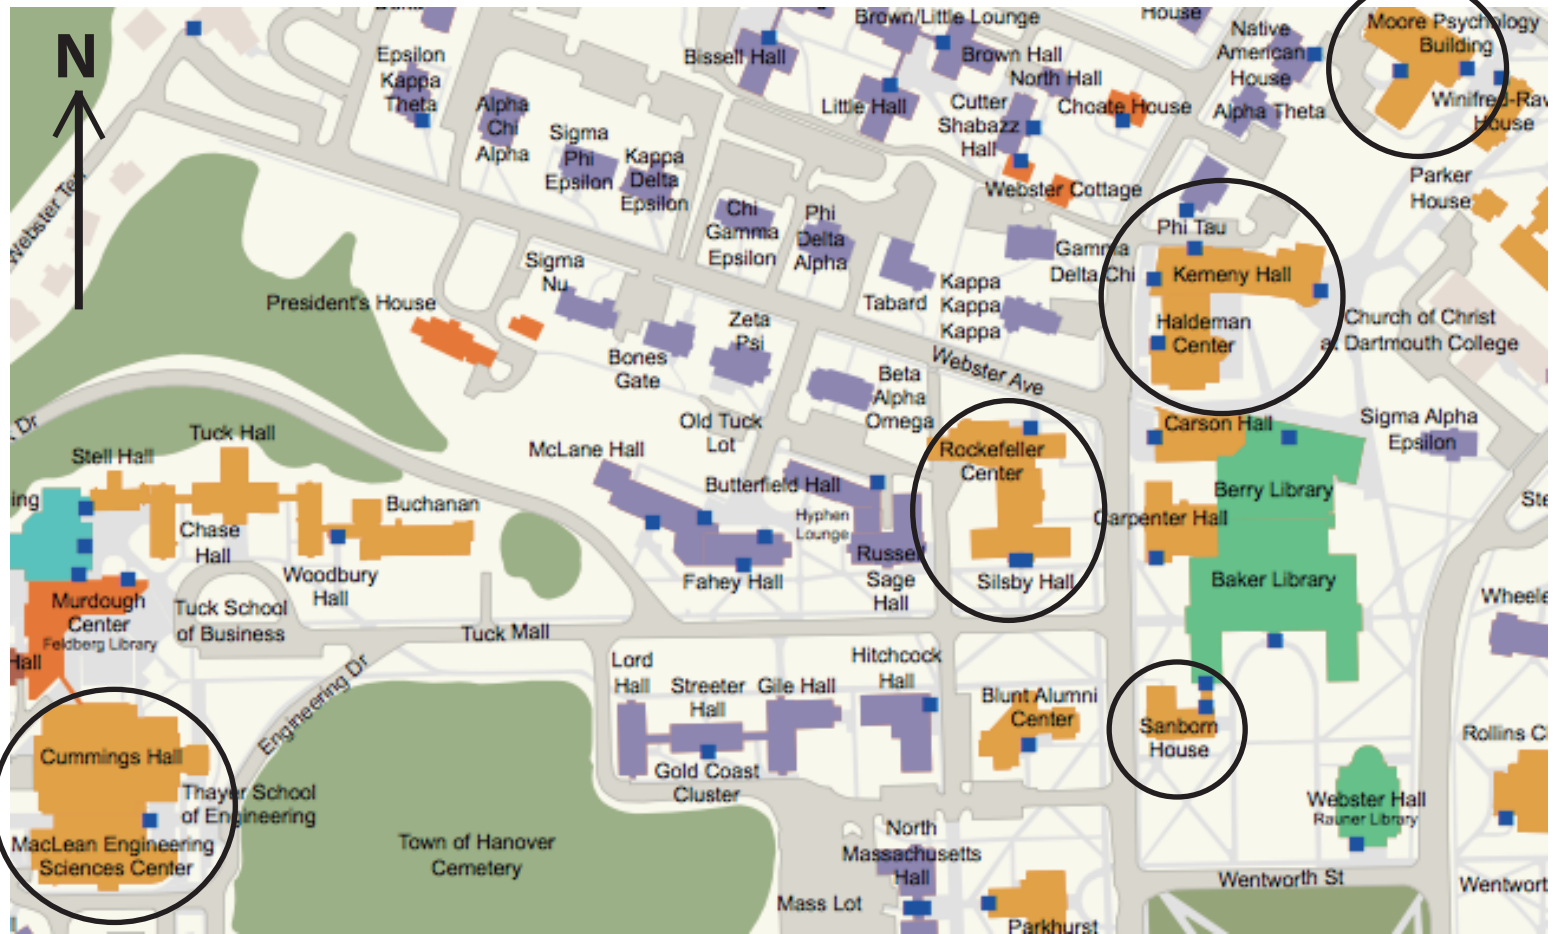 N
Webster Ter
Epsilon
Kappa
Theta
Alpha
Chi
Alpha
Sigma
Phi
Epsilon
Kappa
Delta
Epsilon
Bissell Hall
Brown/Little Lounge
Brown Hall
North Hall
Little Hall
Cutter
Shabazz
Hall
Choate House
Webster Cottage
House
Native
American
House
Alpha Theta
Moore Psychology
Building
Winifred-Rav
House
Parker
House
Chi
Gamma
Epsilon
Phi
Delta
Alpha
Tabard
Gamma
Delta Chi
Kappa
Kappa
Kappa
Phi Tau
Kemeny Hall
Haldeman
Center
Church of Christ
at Dartmouth College
President's House
Sigma
Nu
Bones
Gate
Zeta
Psi
Webster Ave
Beta
Alpha
Omega
Old Tuck
Lot
Dr
Tuck Hall
Stell Hall
ing
Chase
Hall
Buchanan
Woodbury
Hall
Murdough
Center
Feldberg Library
Hall
Tuck School
of Business
Tuck Mall
Engineering Dr
McLane Hall
Butterfield Hall
Hyphen
Lounge
Fahey Hall
Russell
Sage
Hall
Rockefeller
Center
Silsby Hall
Carson Hall
Sigma Alpha
Epsilon
Berry Library
Carpenter Hall
Baker Library
Ste
Wheele
Lord
Hall
Streeter
Hall
Gile Hall
Hitchcock
Hall
Gold Coast
Cluster
Blunt Alumni
Center
Sanborn
House
Rollins C
Webster Hall
Rauner Library
Cummings Hall
Thayer School
of Engineering
MacLean Engineering
Sciences Center
Town of Hanover
Cemetery
North
Massachusetts
Hall
Mass Lot
Parkhurst
Wentworth St
Wentwort